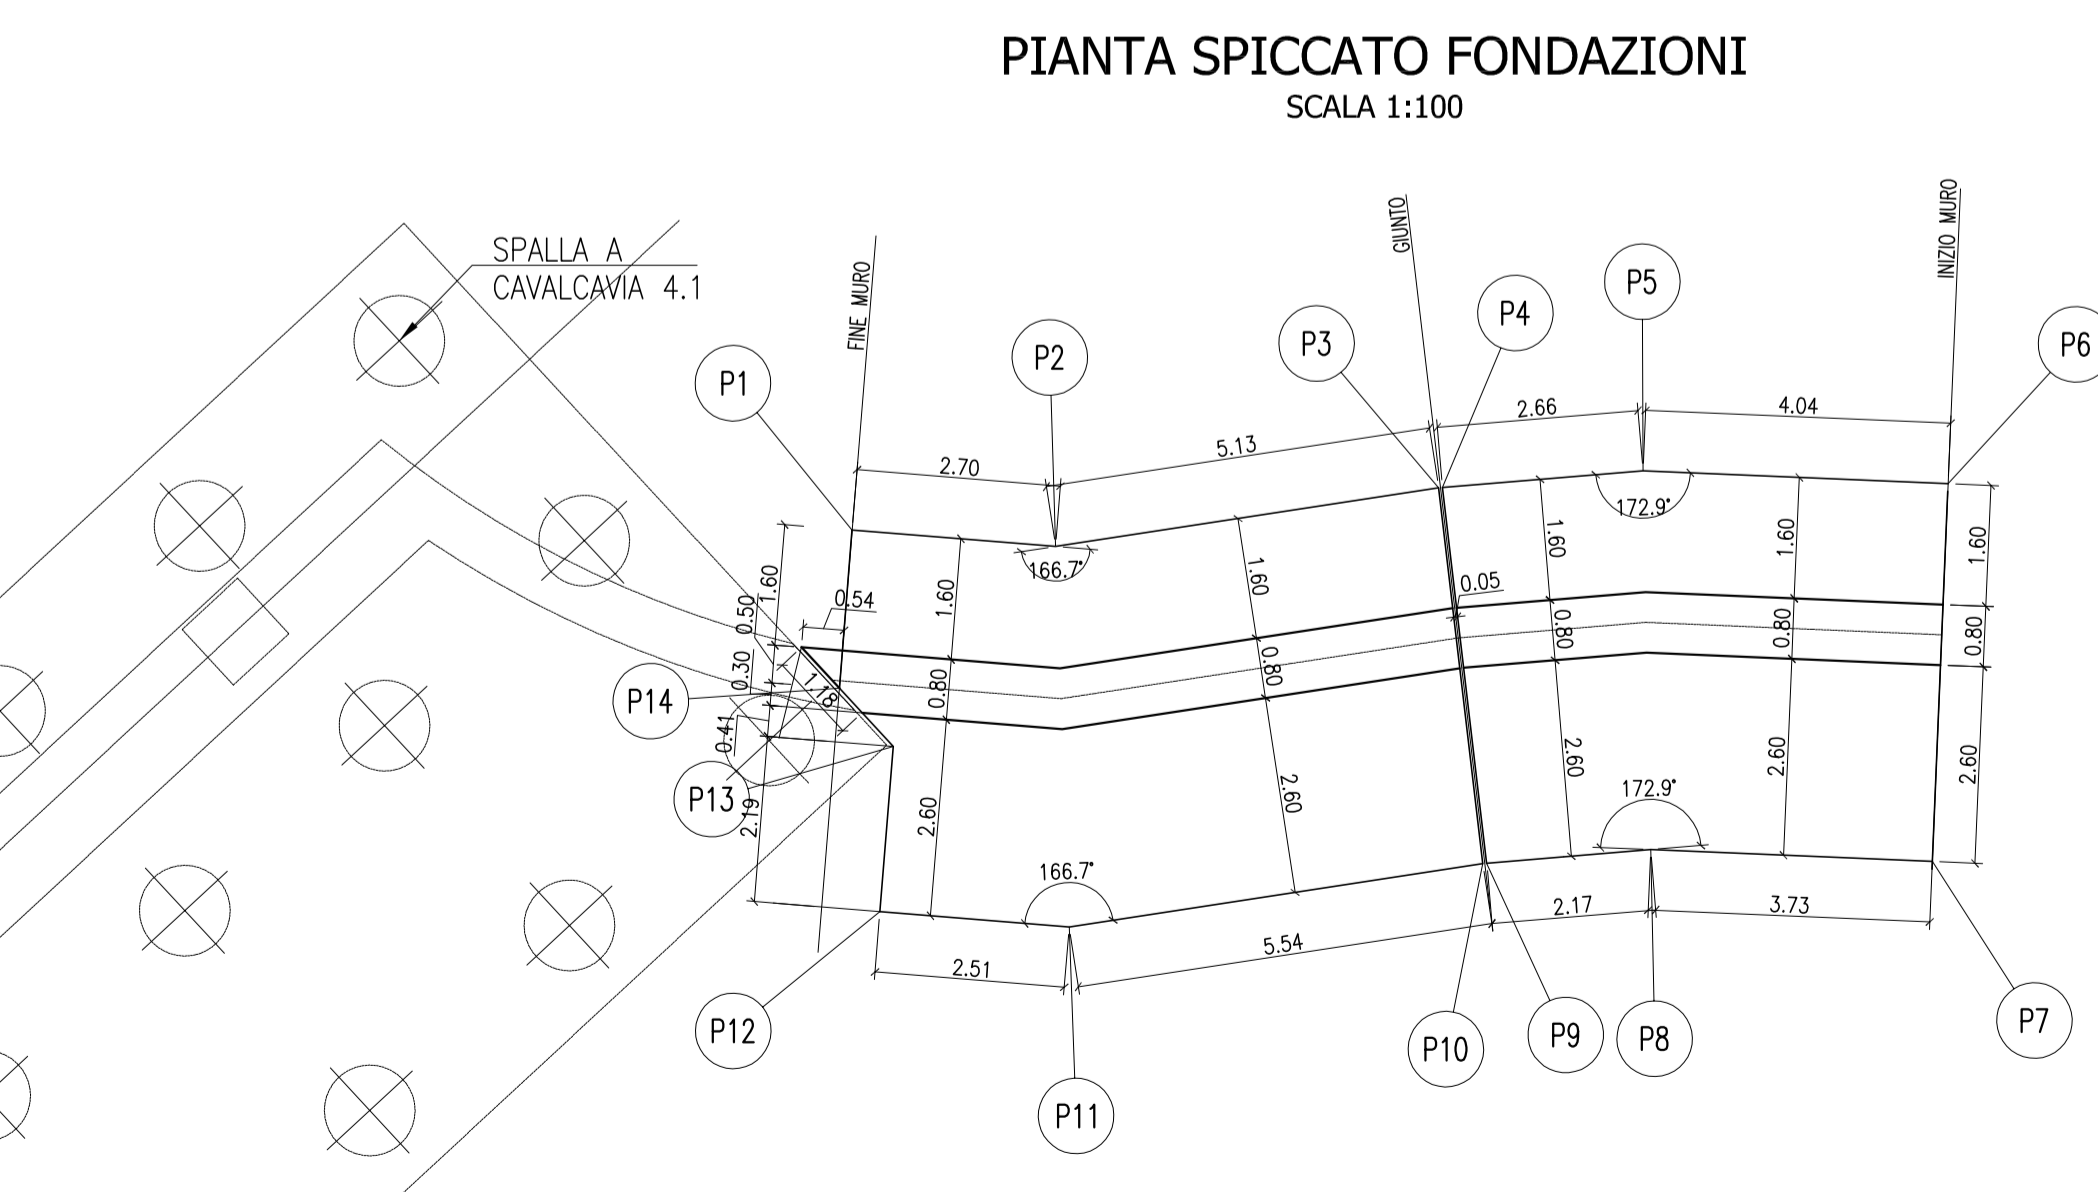 PIANTA SPICCATO FONDAZIONI
SCALA 1:100
SPALLA A
CAVALCAVIA 4.1
FINE MURO
GIUNTO
INIZIO MURO
P1
P2
P3
P4
P5
P6
2.70
5.13
2.66
4.04
166.7°
172.9°
1.60
0.50
0.54
1.60
1.60
1.60
1.60
1.60
0.05
0.30
1.18
0.80
0.80
0.80
0.80
0.80
P14
0.41
P13
2.19
2.60
2.60
2.60
2.60
2.60
166.7°
172.9°
2.51
5.54
2.17
3.73
P12
P11
P10
P9
P8
P7